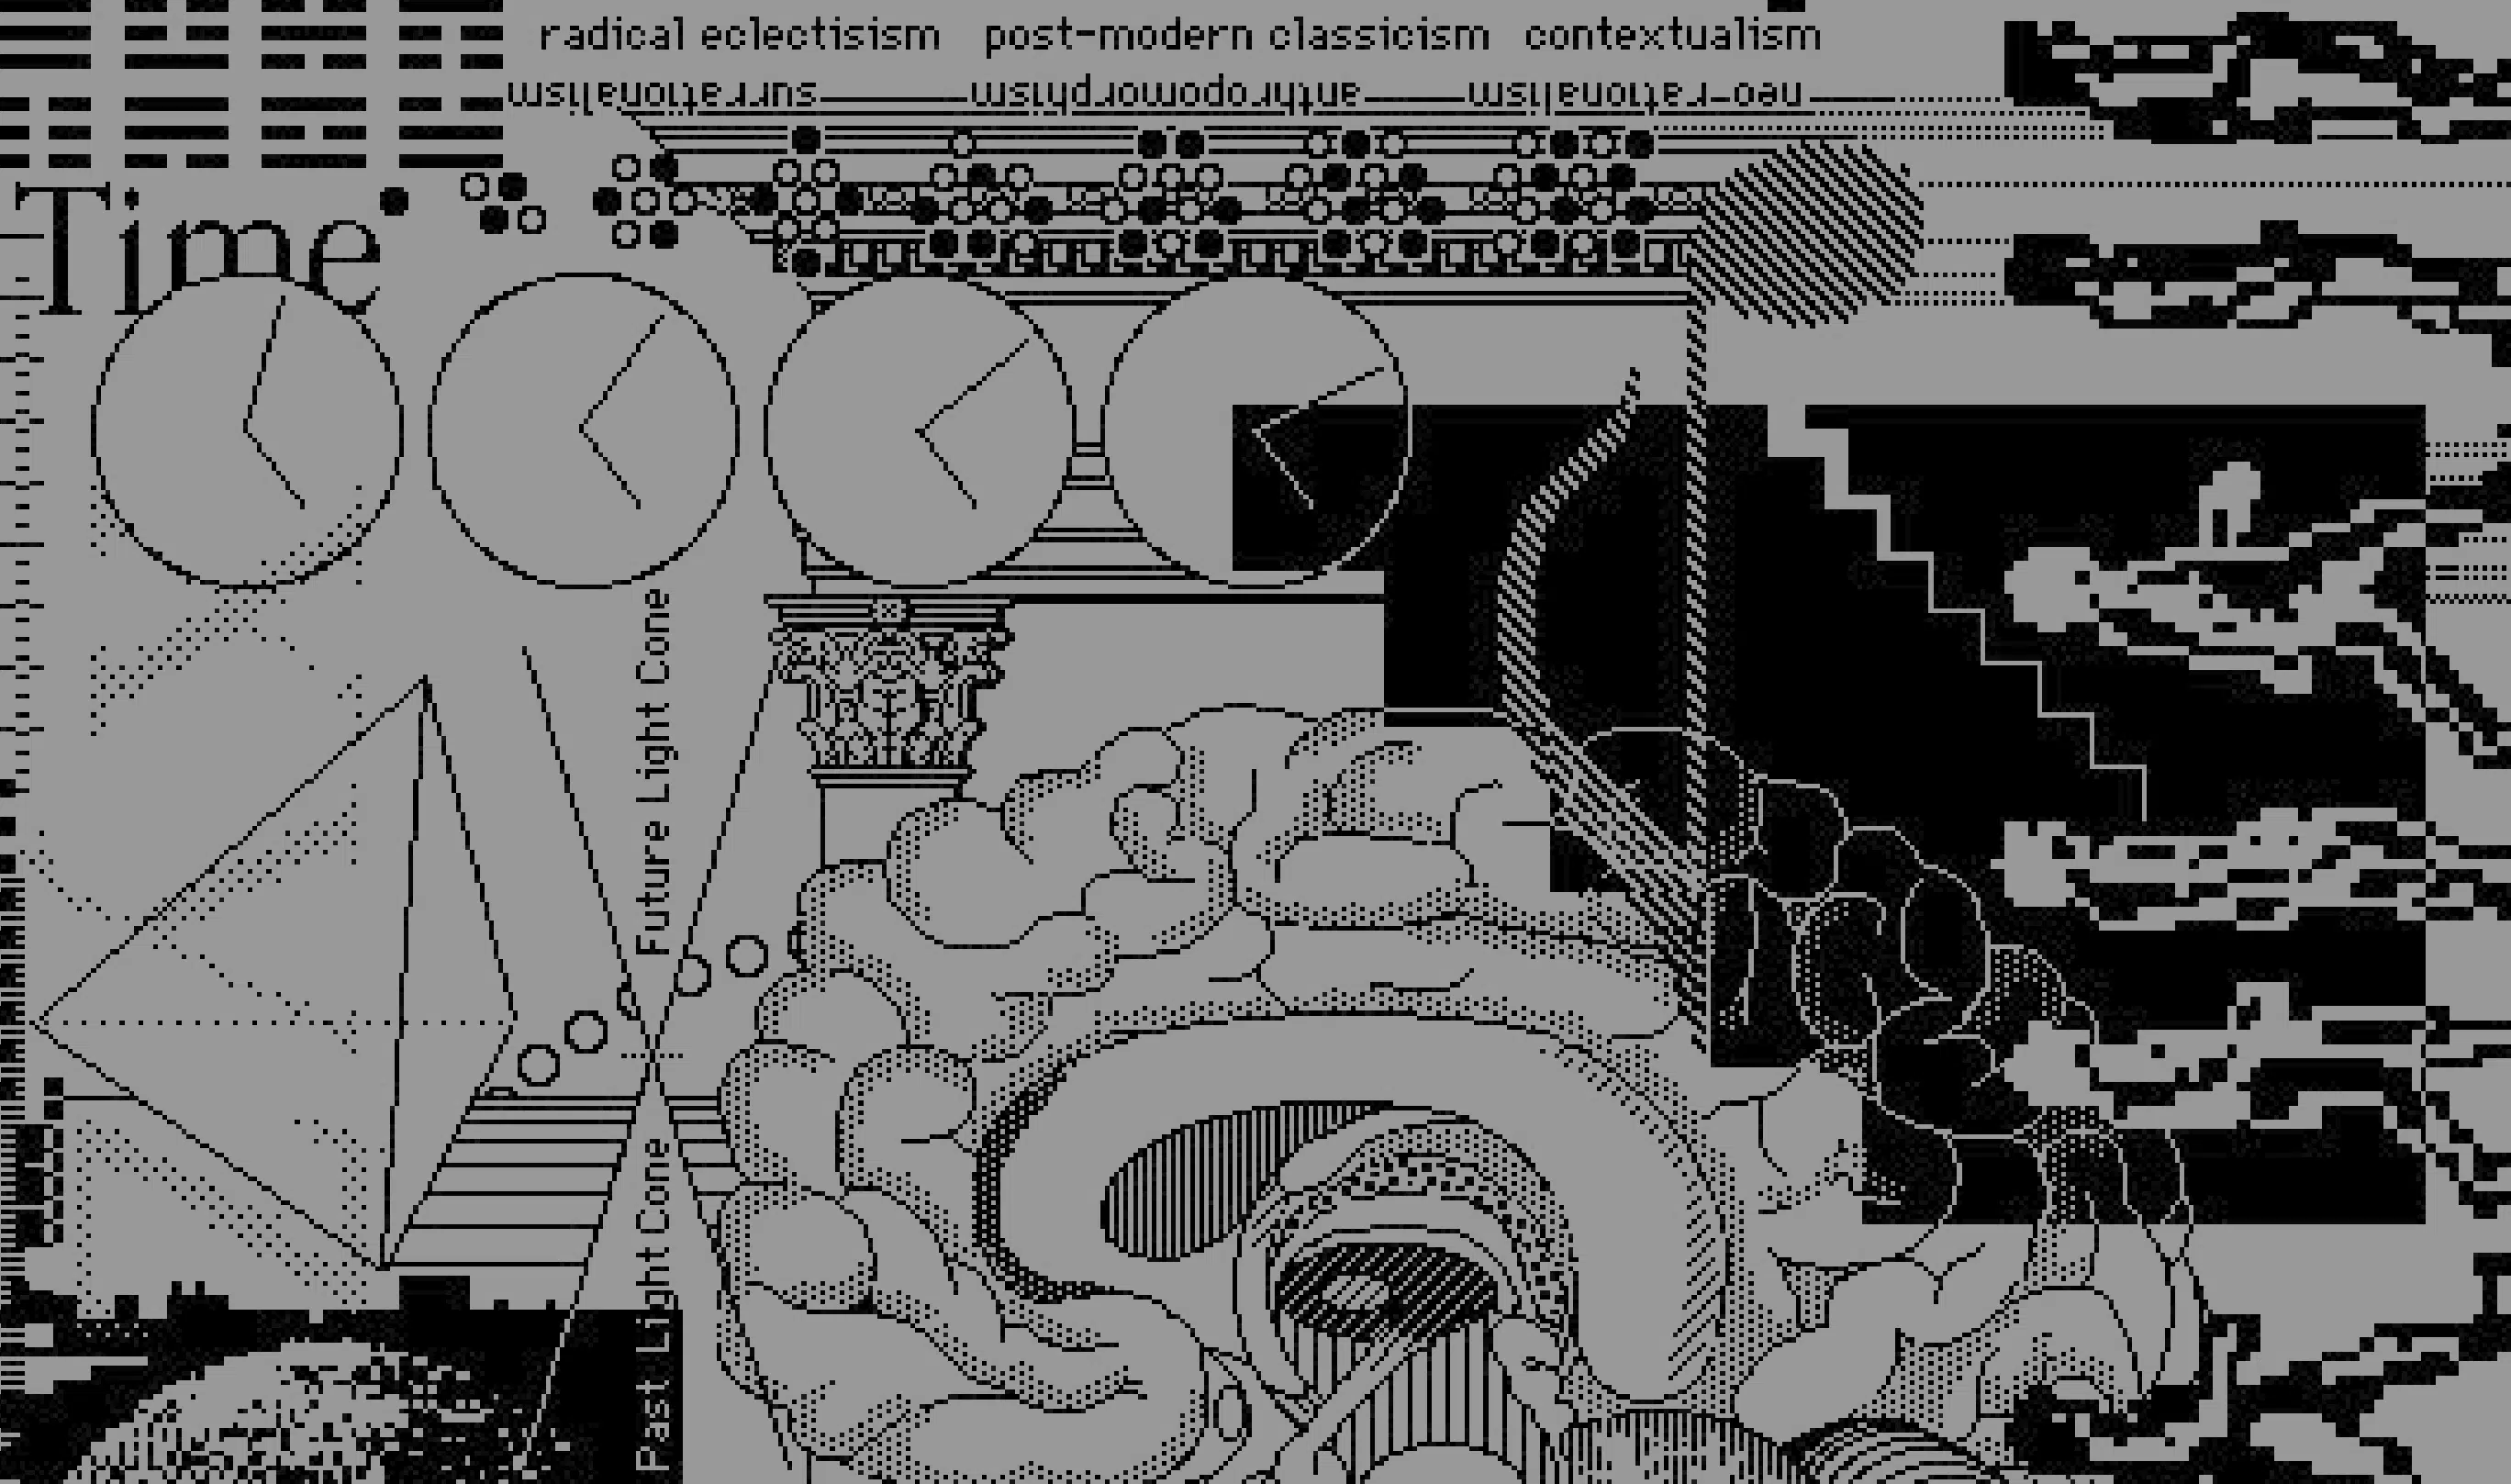 radical eclectisism post-modern classicism contextualism
surrationalism anthropomorphism neo-rationalism
Time
Future Light Cone
Past Light Cone